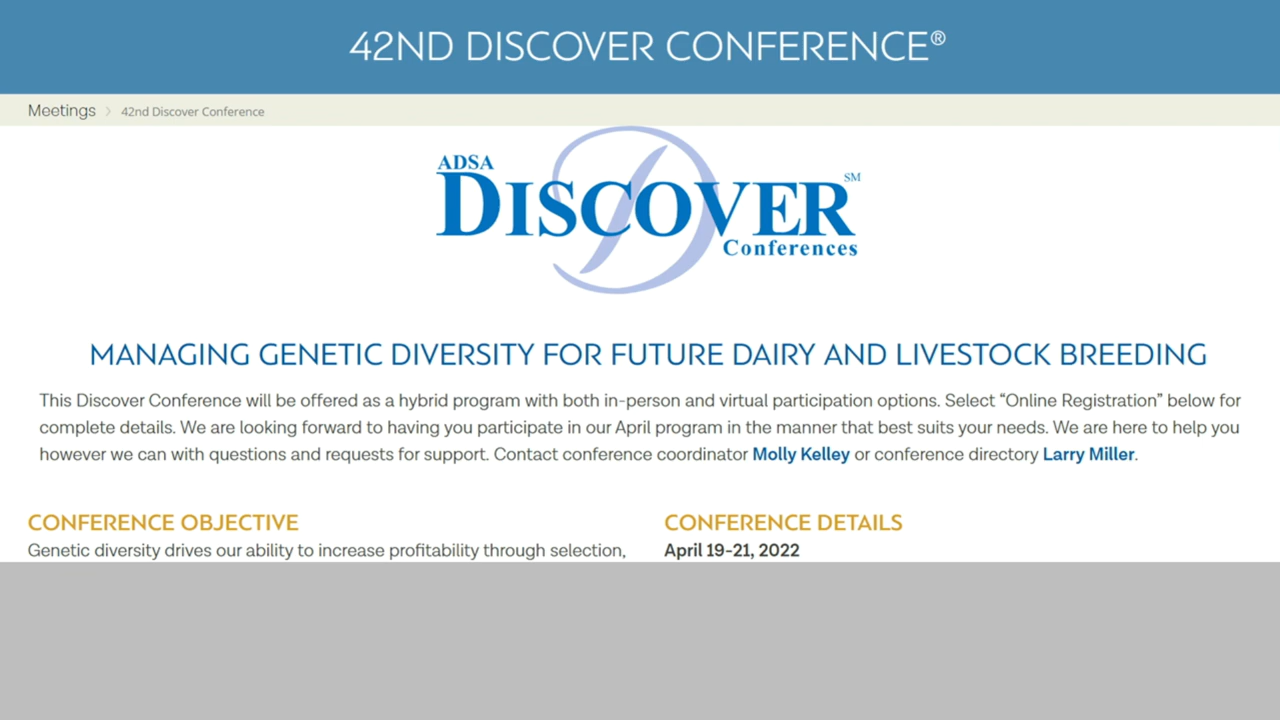 42ND DISCOVER CONFERENCE®
Meetings > 42nd Discover Conference
ADSA
DISCOVER SM
Conferences
MANAGING GENETIC DIVERSITY FOR FUTURE DAIRY AND LIVESTOCK BREEDING
This Discover Conference will be offered as a hybrid program with both in-person and virtual participation options. Select “Online Registration” below for
complete details. We are looking forward to having you participate in our April program in the manner that best suits your needs. We are here to help you
however we can with questions and requests for support. Contact conference coordinator Molly Kelley or conference directory Larry Miller.
CONFERENCE OBJECTIVE
Genetic diversity drives our ability to increase profitability through selection,
CONFERENCE DETAILS
April 19-21, 2022